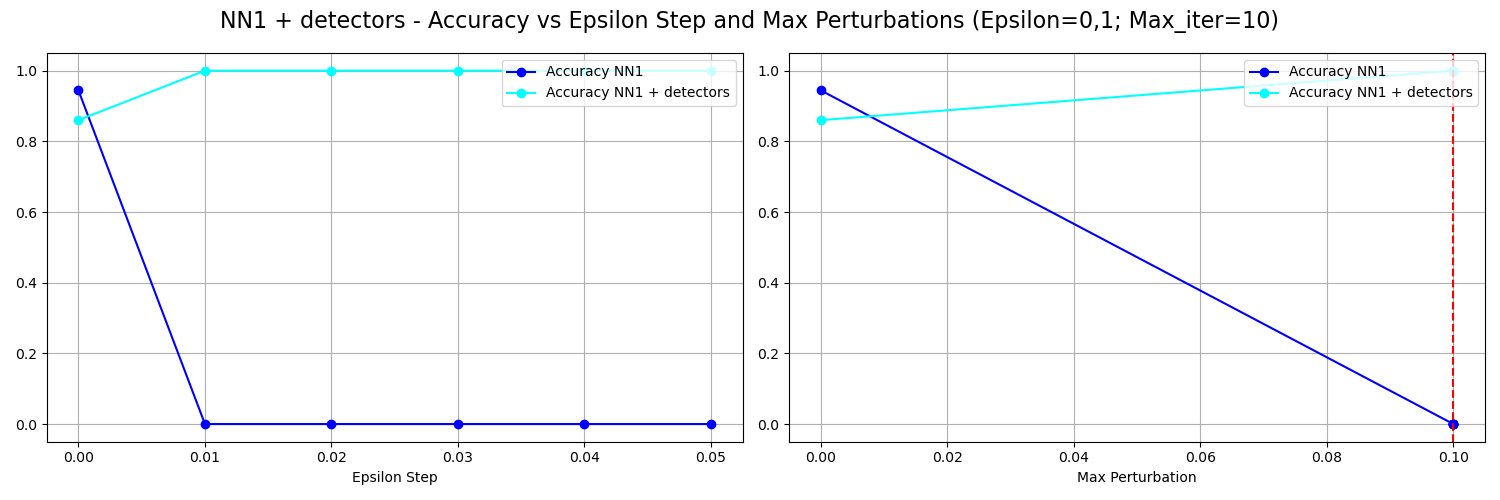 NN1 + detectors - Accuracy vs Epsilon Step and Max Perturbations (Epsilon=0,1; Max_iter=10)
Accuracy NN1
Accuracy NN1 + detectors
1.0
0.8
0.6
0.4
0.2
0.0
0.00 0.01 0.02 0.03 0.04 0.05
Epsilon Step
Accuracy NN1
Accuracy NN1 + detectors
1.0
0.8
0.6
0.4
0.2
0.0
0.00 0.02 0.04 0.06 0.08 0.10
Max Perturbation